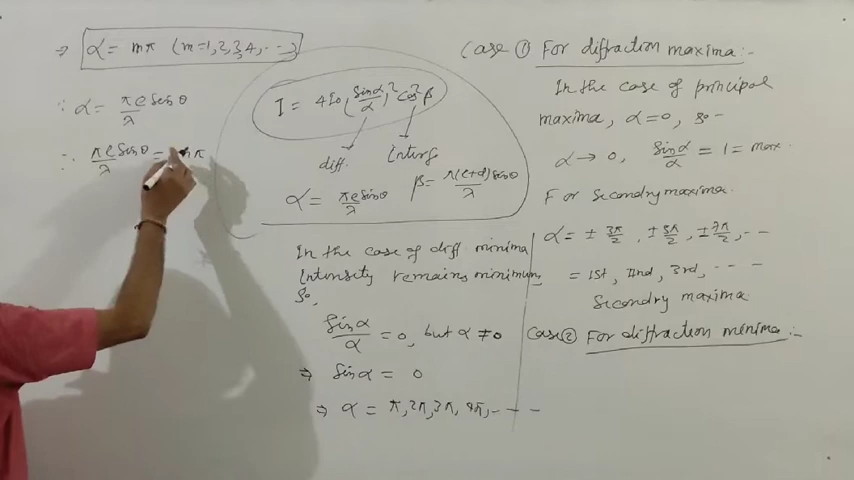 ⇒ α = mπ (m=1,2,3,4,---)
∵ α = πe Sinθ/λ
∴ πe Sinθ/λ = mπ
I = 4I₀ (Sinα/α)² Cos²β
diff. Interf
α = πe Sinθ/λ β = π(e+d) Sinθ/λ
In the case of diff minima
Intensity remains minimum,
So,
Sinα/α = 0, but α ≠ 0
⇒ Sinα = 0
⇒ α = π, 2π, 3π, 4π, - - -
Case ① For diffraction maxima:-
In the case of principal
maxima, α=0, so-
α → 0, Sinα/α = 1 = max.
For Secondry maxima.
α = ± 3π/2, ± 5π/2, ± 7π/2, --
= 1st, IInd, 3rd, --- --
Secondry maxima
Case② For diffraction minima:-